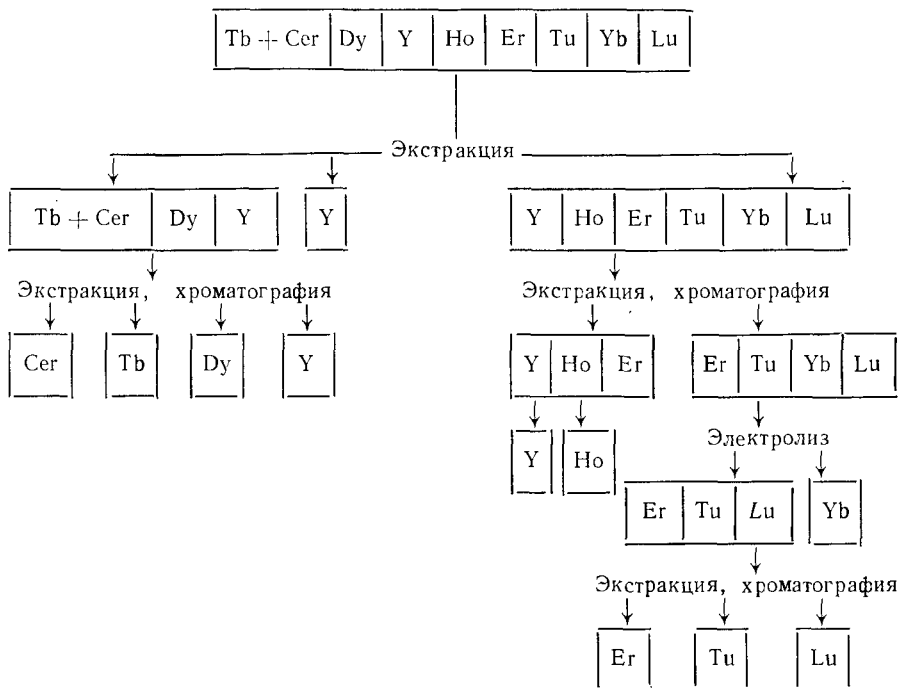 Tb + Cer Dy Y Ho Er Tu Yb Lu
Экстракция
Tb + Cer Dy Y Y Y Ho Er Tu Yb Lu
Экстракция, хроматография Экстракция, хроматография
Cer Tb Dy Y Y Ho Er Er Tu Yb Lu
Электролиз
Y Ho
Er Tu Lu Yb
Экстракция, хроматография
Er Tu Lu